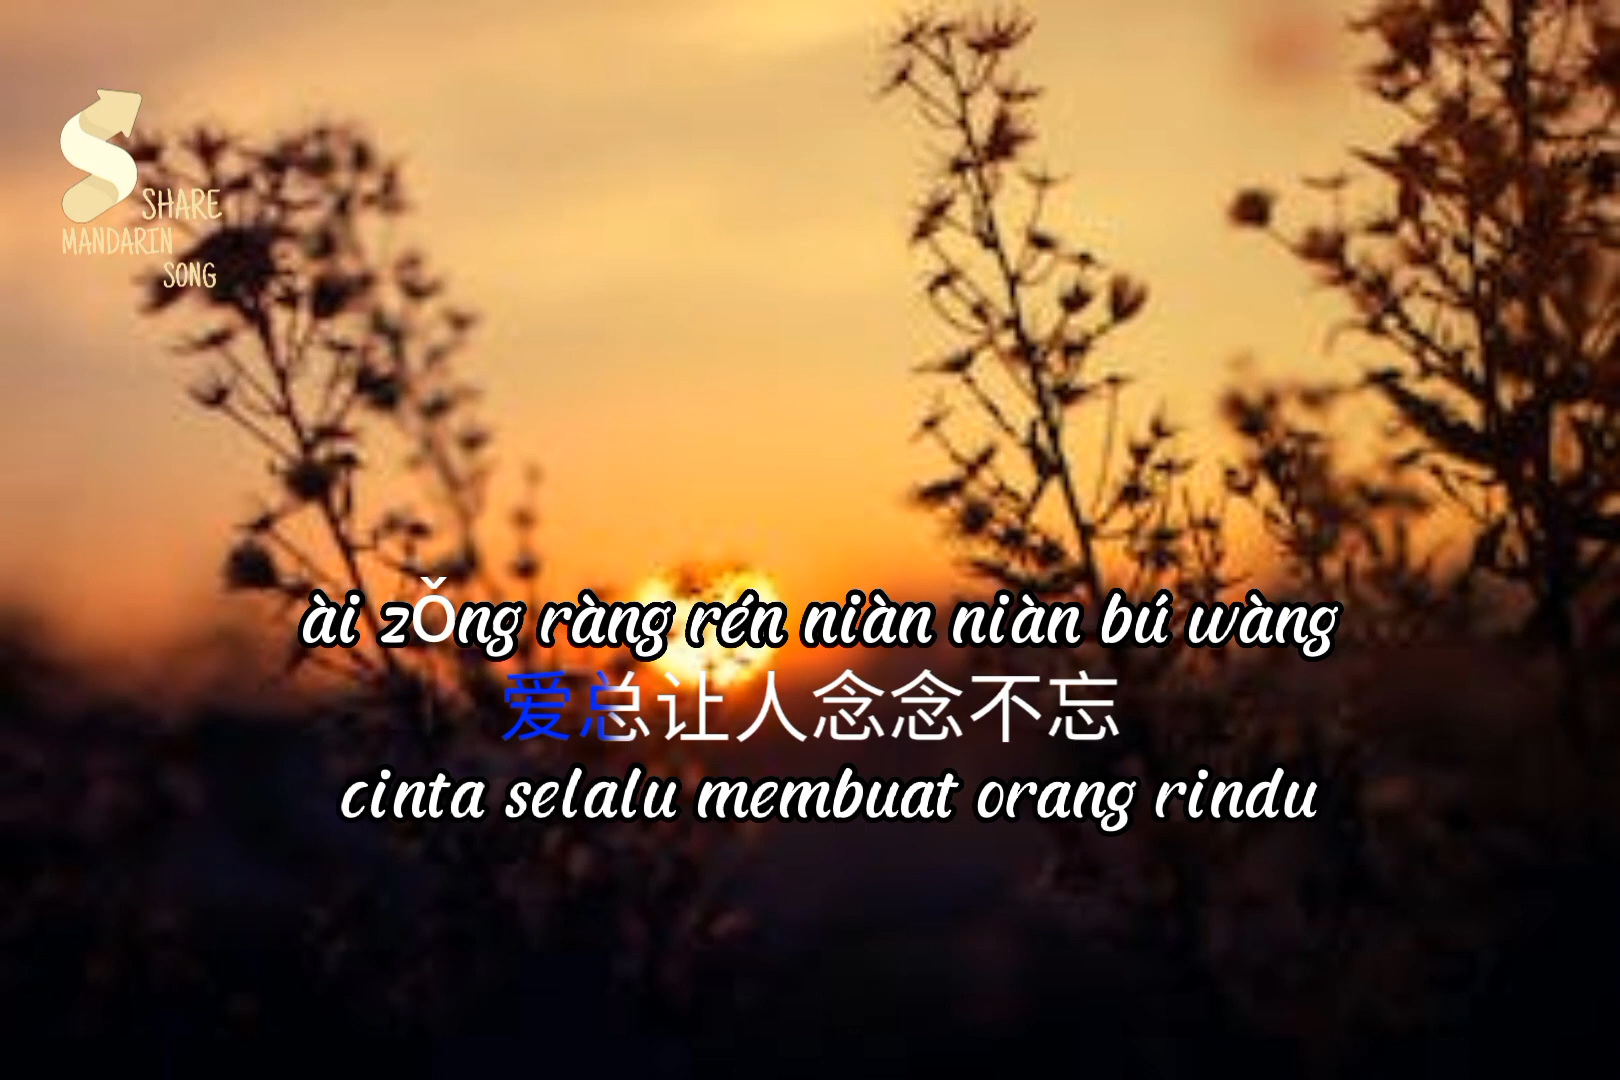 SHARE
MANDARIN
SONG
ài zǑng ràng rén niàn niàn bú wàng
爱总让人念念不忘
cinta selalu membuat orang rindu